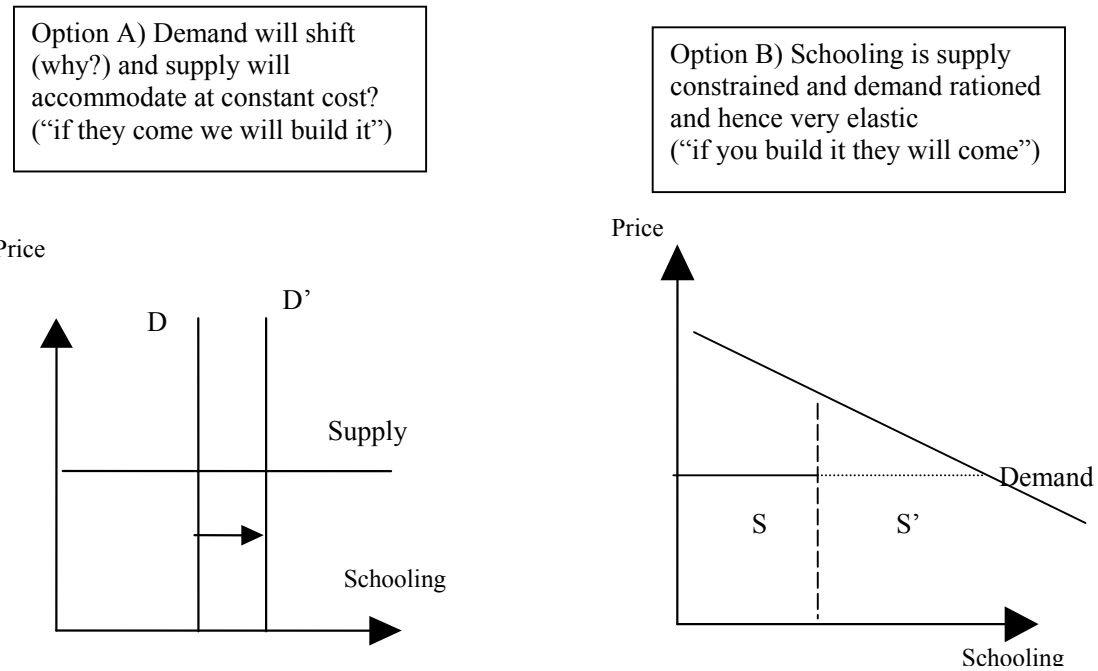 Option A) Demand will shift
(why?) and supply will
accommodate at constant cost?
(“if they come we will build it”)
Option B) Schooling is supply
constrained and demand rationed
and hence very elastic
(“if you build it they will come”)
Price
D
D’
Supply
Schooling
Price
Demand
S
S’
Schooling